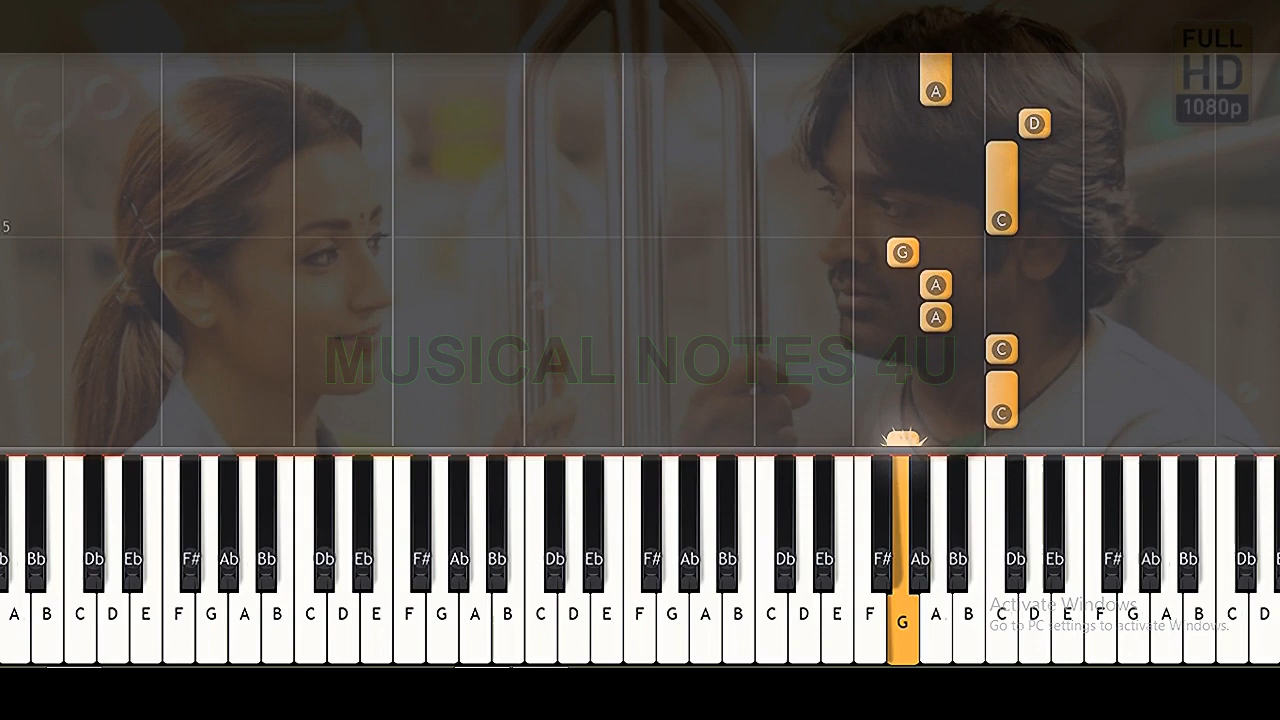 FULL
HD
1080p
A
D
C
5
G
A
A
MUSICAL NOTES 4U
C
C
b Bb Db Eb F# Ab Bb Db Eb F# Ab Bb Db Eb F# Ab Bb Db Eb F# Ab Bb Db Eb F# Ab Bb Db E
Activate Windows
A B C D E F G A B C D E F G A B C D E F G A B C D E F G A B C D E F G A B C D
Go to PC settings to activate Windows.